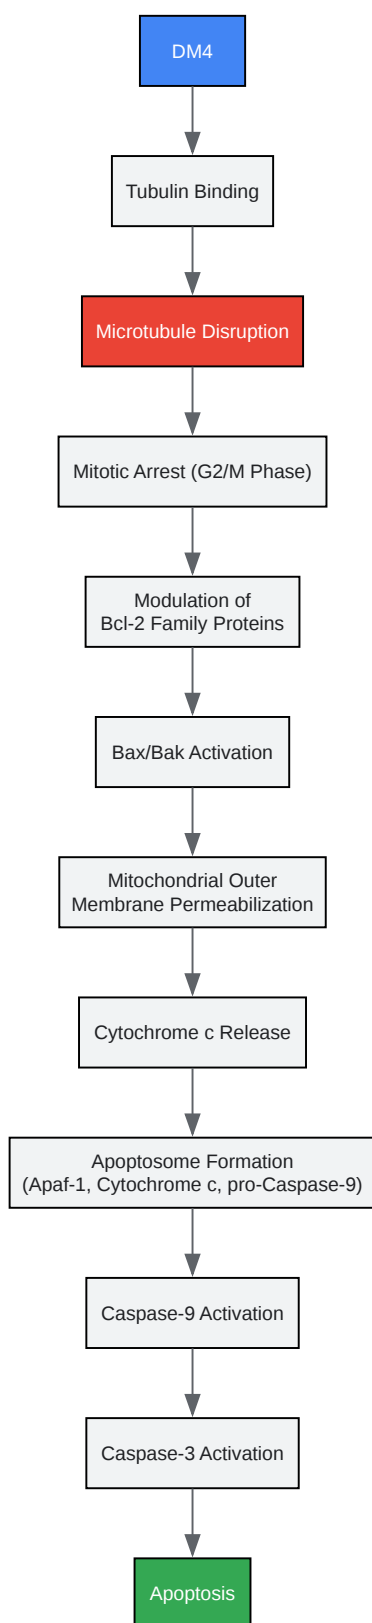 DM4
Tubulin Binding
Microtubule Disruption
Mitotic Arrest (G2/M Phase)
Modulation of
Bcl-2 Family Proteins
Bax/Bak Activation
Mitochondrial Outer
Membrane Permeabilization
Cytochrome c Release
Apoptosome Formation
(Apaf-1, Cytochrome c, pro-Caspase-9)
Caspase-9 Activation
Caspase-3 Activation
Apoptosis